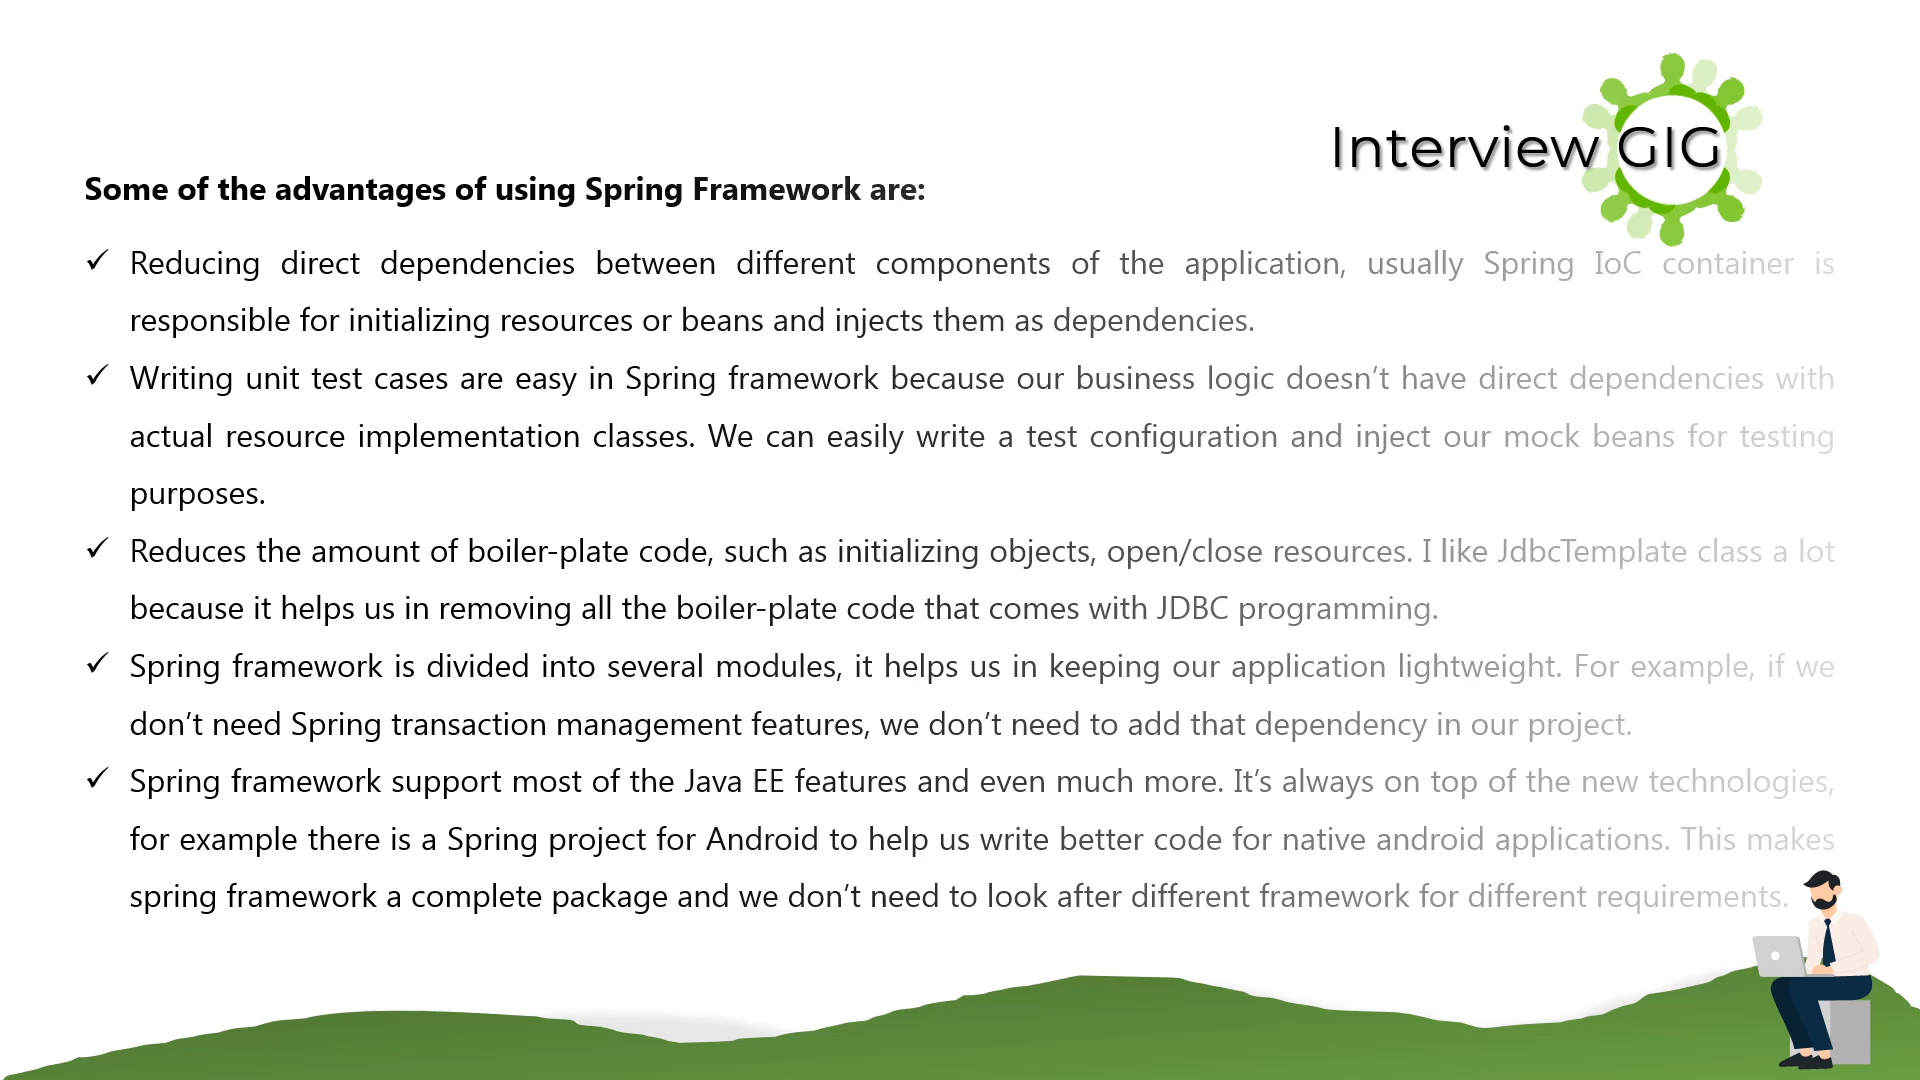 Interview GIG
Some of the advantages of using Spring Framework are:
✓ Reducing direct dependencies between different components of the application, usually Spring IoC container is
responsible for initializing resources or beans and injects them as dependencies.
✓ Writing unit test cases are easy in Spring framework because our business logic doesn’t have direct dependencies with
actual resource implementation classes. We can easily write a test configuration and inject our mock beans for testing
purposes.
✓ Reduces the amount of boiler-plate code, such as initializing objects, open/close resources. I like JdbcTemplate class a lot
because it helps us in removing all the boiler-plate code that comes with JDBC programming.
✓ Spring framework is divided into several modules, it helps us in keeping our application lightweight. For example, if we
don’t need Spring transaction management features, we don’t need to add that dependency in our project.
✓ Spring framework support most of the Java EE features and even much more. It’s always on top of the new technologies,
for example there is a Spring project for Android to help us write better code for native android applications. This makes
spring framework a complete package and we don’t need to look after different framework for different requirements.